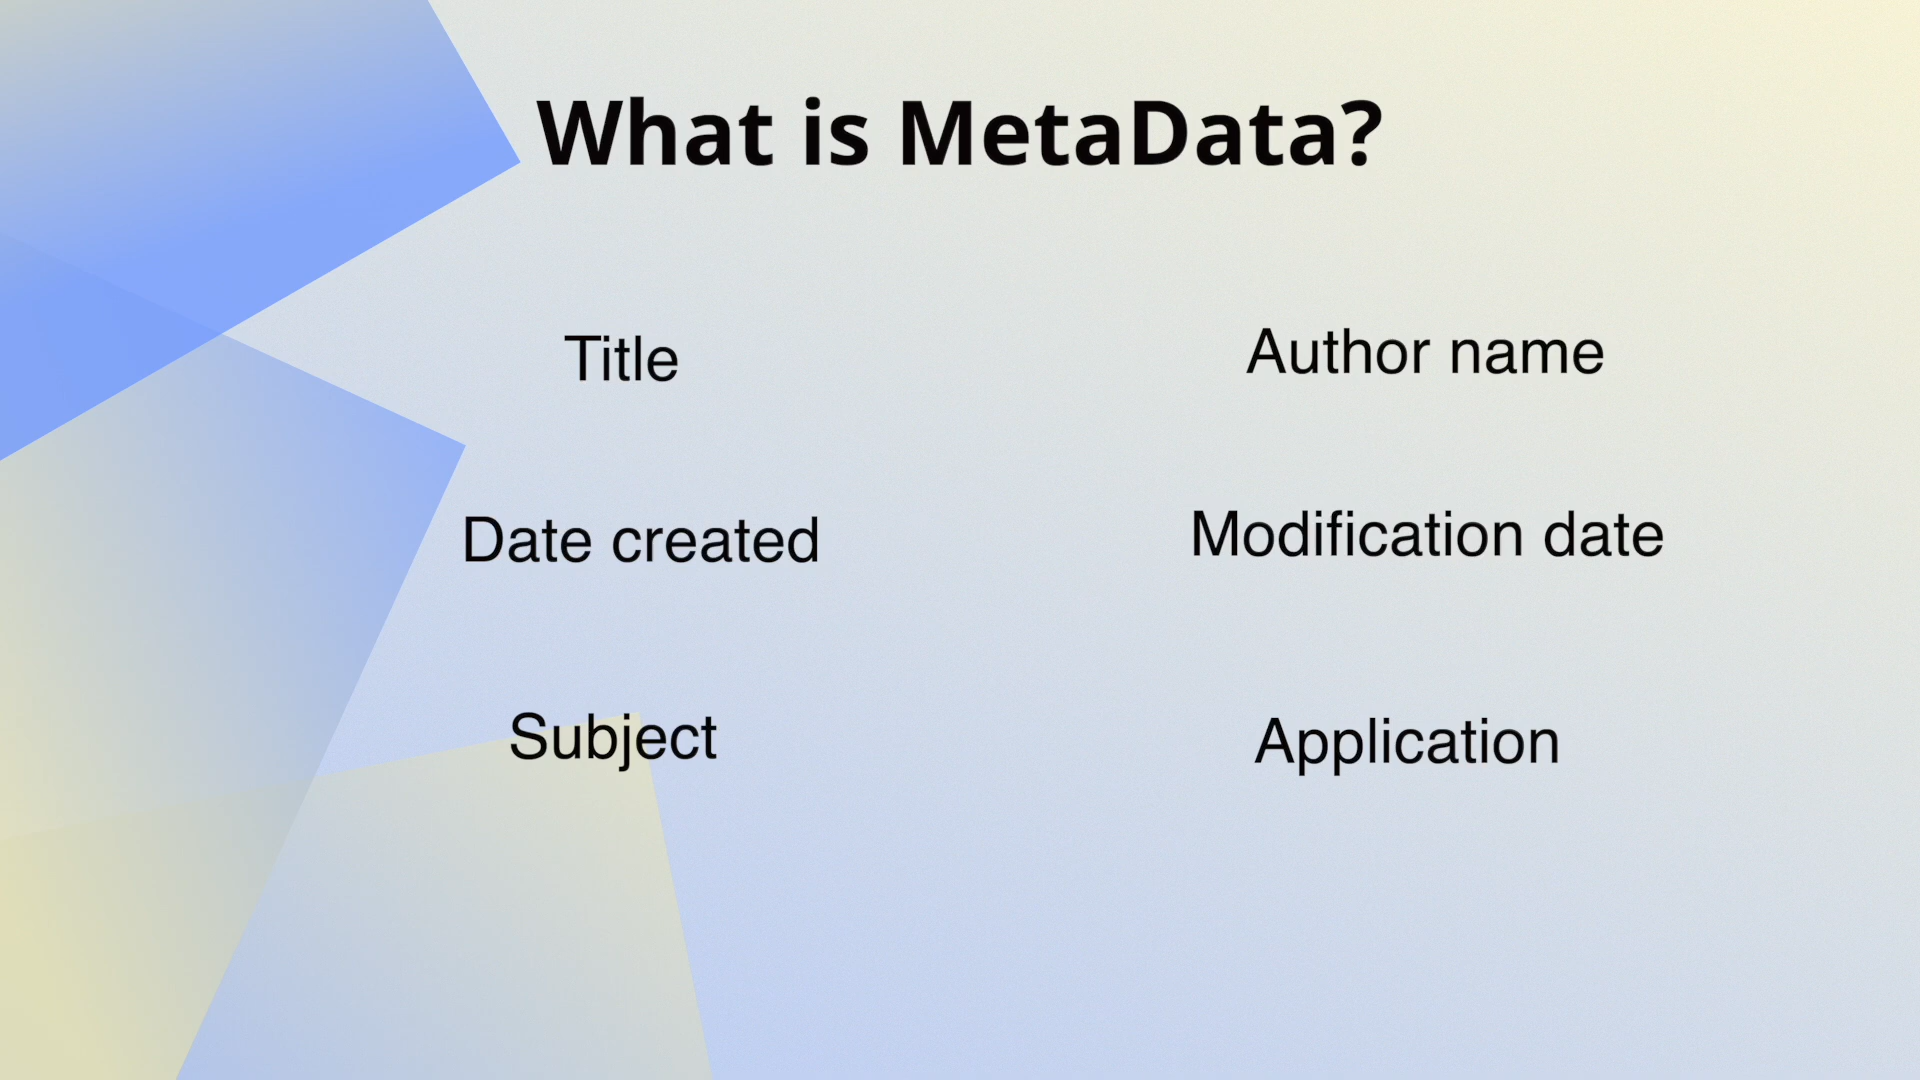 What is MetaData?
Title
Author name
Date created
Modification date
Subject
Application